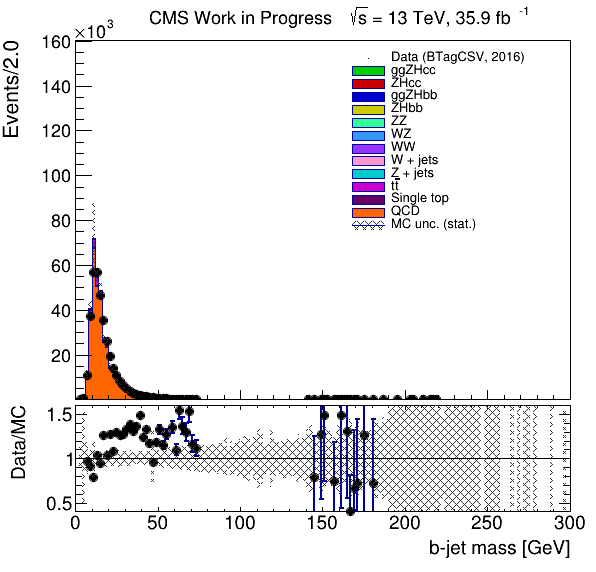 CMS Work in Progress √s = 13 TeV, 35.9 fb -1
×10³
Events/2.0
160
140
120
100
80
60
40
20
Data (BTagCSV, 2016)
ggZHcc
ZHcc
ggZHbb
ZHbb
ZZ
WZ
WW
W + jets
Z + jets
tt̅
Single top
QCD
MC unc. (stat.)
Data/MC
1.5
1
0.5
0 50 100 150 200 250 300
b-jet mass [GeV]